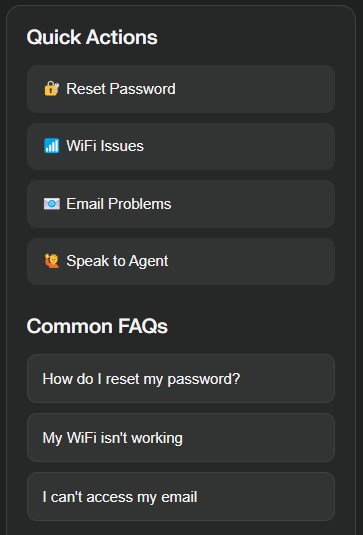 Quick Actions
🔐 Reset Password
📶 WiFi Issues
📧 Email Problems
🙋 Speak to Agent
Common FAQs
How do I reset my password?
My WiFi isn't working
I can't access my email